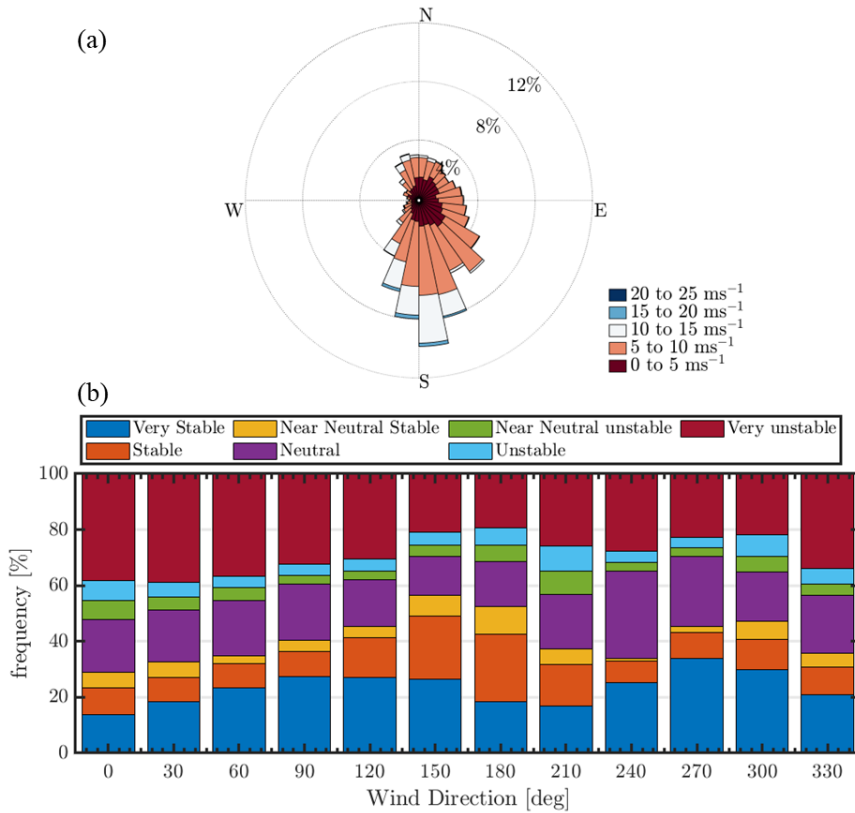 (a)
N
12%
8%
4%
W
E
S
20 to 25 ms−1
15 to 20 ms−1
10 to 15 ms−1
5 to 10 ms−1
0 to 5 ms−1
(b)
Very Stable Near Neutral Stable Near Neutral unstable Very unstable
Stable Neutral Unstable
100
80
60
40
20
0
frequency [%]
0 30 60 90 120 150 180 210 240 270 300 330
Wind Direction [deg]